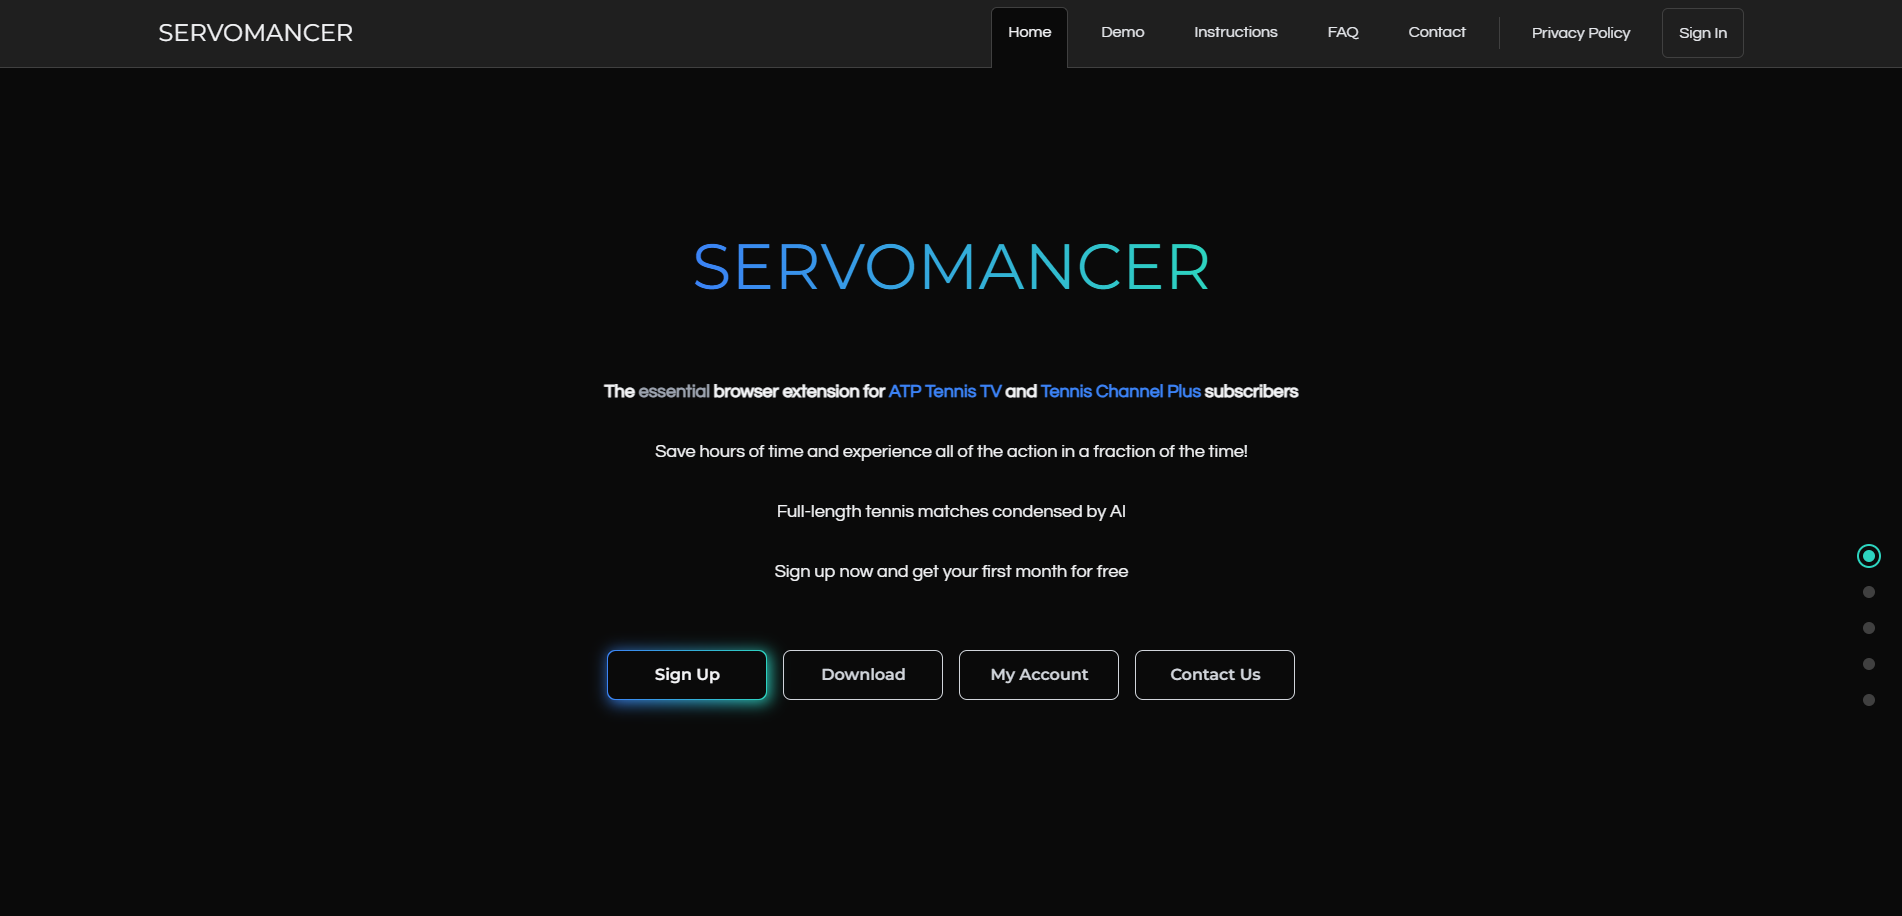 SERVOMANCER
Home
Demo
Instructions
FAQ
Contact
Privacy Policy
Sign In
SERVOMANCER
The essential browser extension for ATP Tennis TV and Tennis Channel Plus subscribers
Save hours of time and experience all of the action in a fraction of the time!
Full-length tennis matches condensed by AI
Sign up now and get your first month for free
Sign Up
Download
My Account
Contact Us